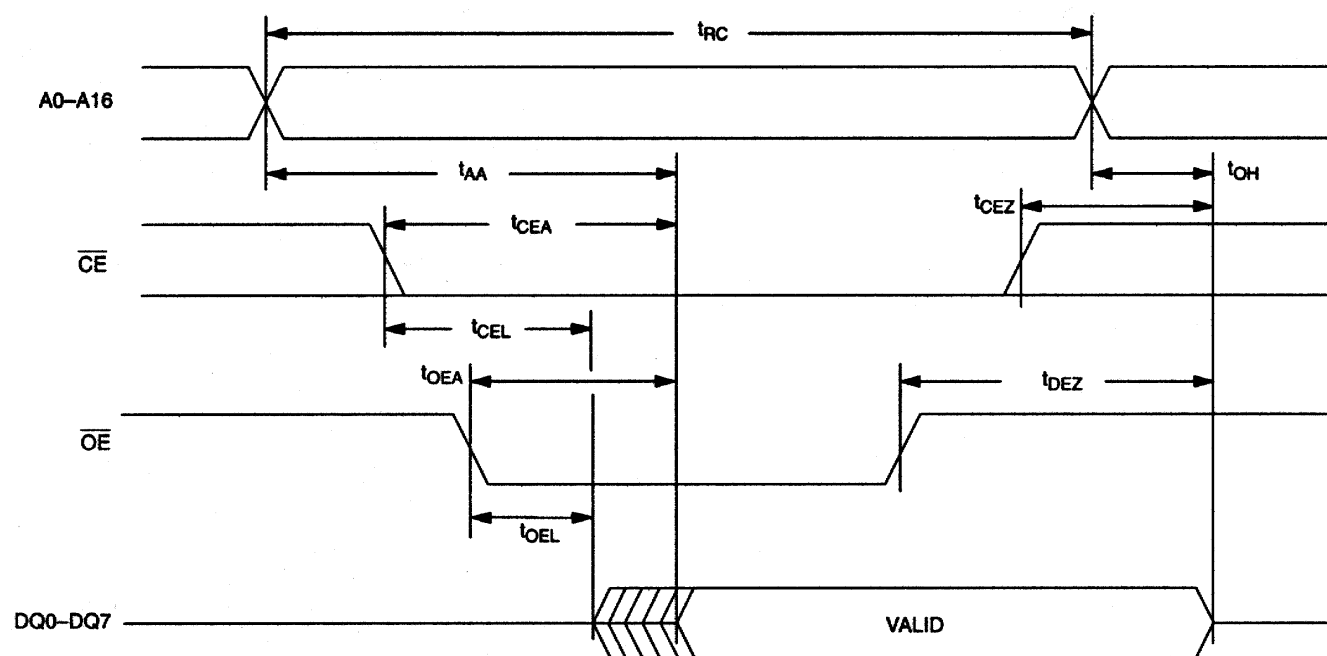 tRC
A0–A16
tAA
tOH
tCEZ
tCEA
CE
tCEL
tOEA
tDEZ
OE
tOEL
DQ0–DQ7
VALID